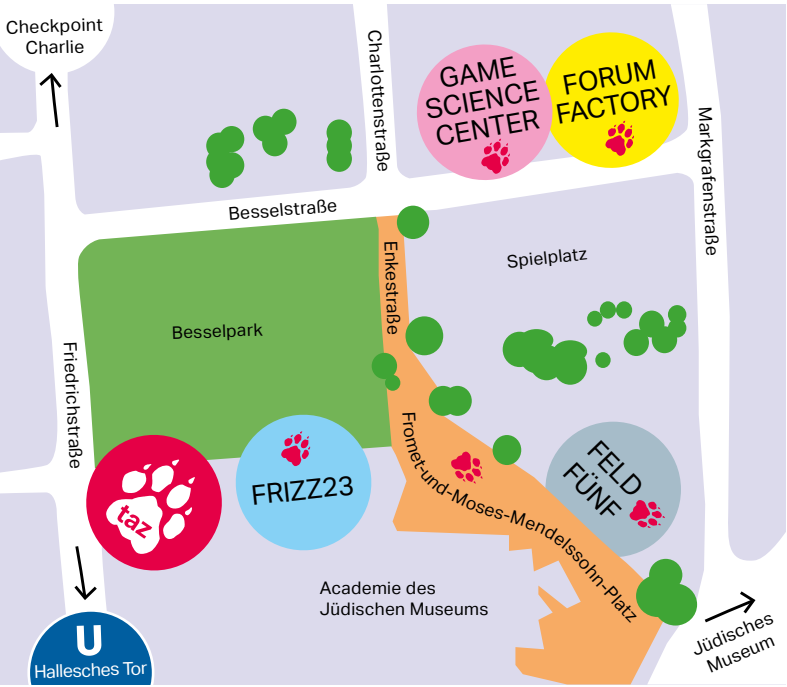 Checkpoint
Charlie
Charlottenstraße
GAME
SCIENCE
CENTER
FORUM
FACTORY
Markgrafenstraße
Besselstraße
Enkestraße
Spielplatz
Besselpark
Friedrichstraße
taz
FRIZZ23
Fromet-und-Moses-Mendelssohn-Platz
FELD
FÜNF
Academie des
Jüdischen Museums
U
Hallesches Tor
Jüdisches
Museum